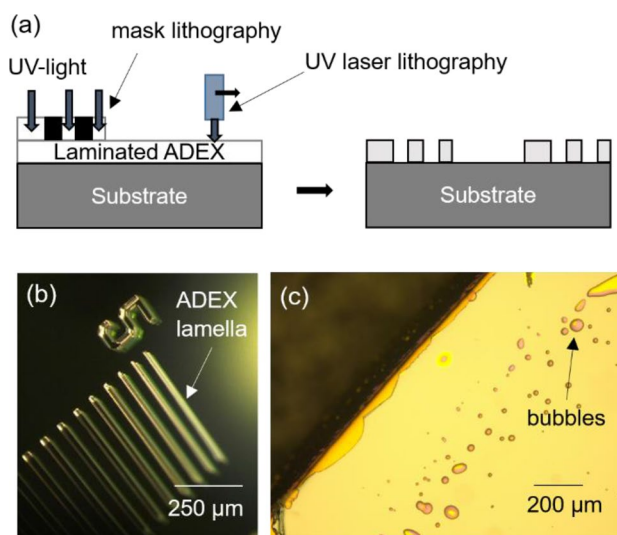 (a)
mask lithography
UV-light
UV laser lithography
Laminated ADEX
Substrate
Substrate
(b)
ADEX
lamella
250 µm
(c)
bubbles
200 µm